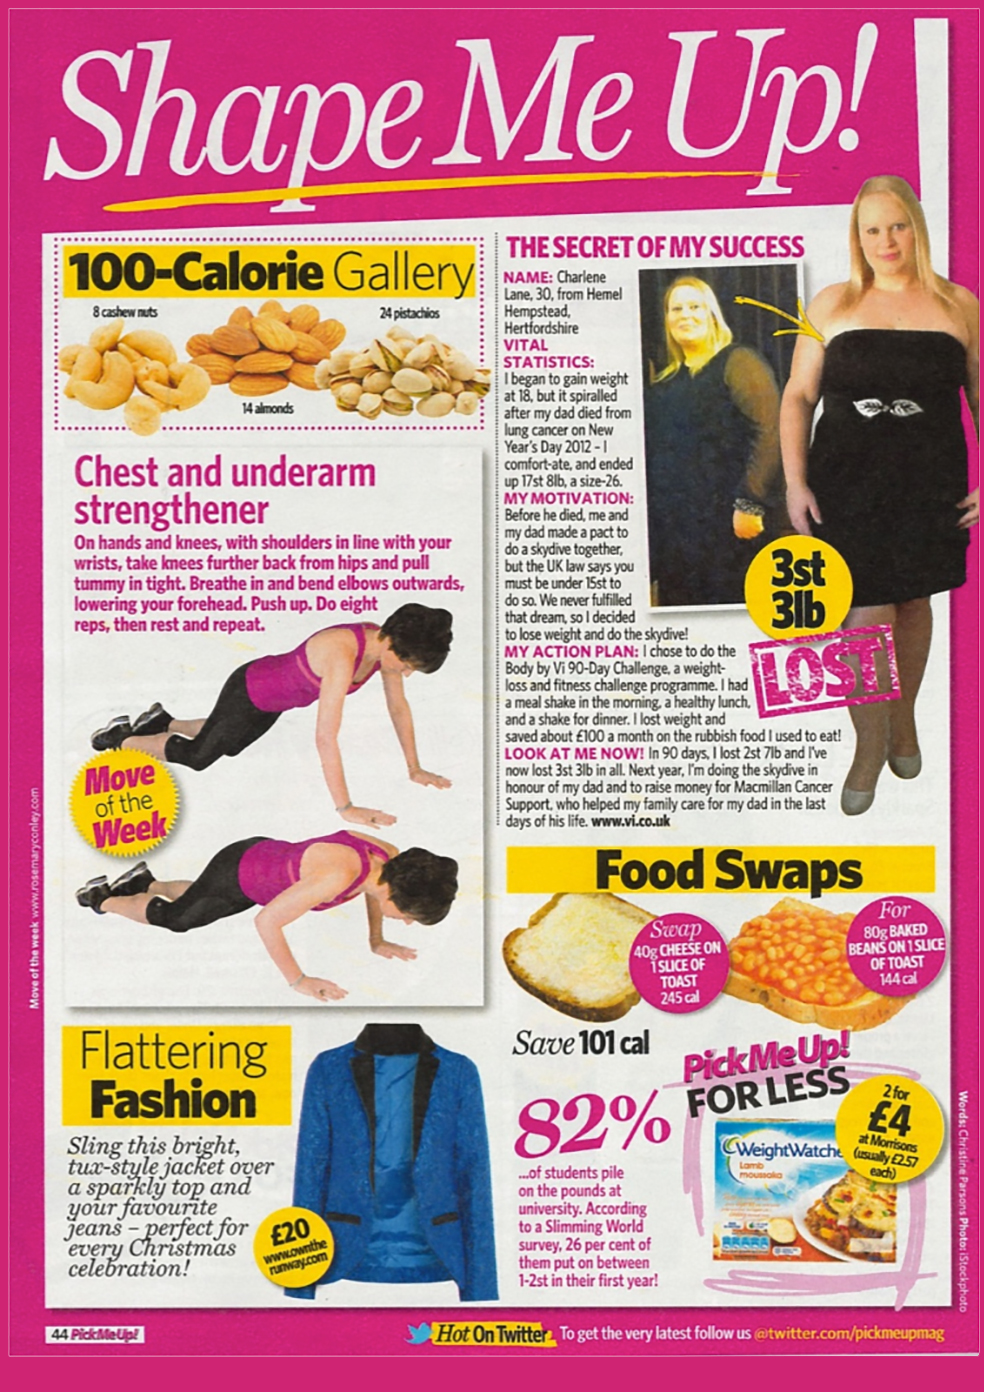 Shape Me Up!
100-Calorie Gallery
8 cashew nuts
24 pistachios
14 almonds
Chest and underarm
strengthener
On hands and knees, with shoulders in line with your
wrists, take knees further back from hips and pull
tummy in tight. Breathe in and bend elbows outwards,
lowering your forehead. Push up. Do eight
reps, then rest and repeat.
Move
of the
Week
Move of the week www.rosemaryconley.com
THE SECRET OF MY SUCCESS
NAME: Charlene
Lane, 30, from Hemel
Hempstead,
Hertfordshire
VITAL
STATISTICS:
I began to gain weight
at 18, but it spiralled
after my dad died from
lung cancer on New
Year's Day 2012 – I
comfort-ate, and ended
up 17st 8lb, a size-26.
MY MOTIVATION:
Before he died, me and
my dad made a pact to
do a skydive together,
but the UK law says you
must be under 15st to
do so. We never fulfilled
that dream, so I decided
to lose weight and do the skydive!
MY ACTION PLAN: I chose to do the
Body by Vi 90-Day Challenge, a weight-
loss and fitness challenge programme. I had
a meal shake in the morning, a healthy lunch,
and a shake for dinner. I lost weight and
saved about £100 a month on the rubbish food I used to eat!
LOOK AT ME NOW! In 90 days, I lost 2st 7lb and I've
now lost 3st 3lb in all. Next year, I'm doing the skydive in
honour of my dad and to raise money for Macmillan Cancer
Support, who helped my family care for my dad in the last
days of his life. www.vi.co.uk
3st
3lb
LOST
Food Swaps
Swap
40g CHEESE ON
1 SLICE OF
TOAST
245 cal
For
80g BAKED
BEANS ON 1 SLICE
OF TOAST
144 cal
Save 101 cal
Flattering
Fashion
Sling this bright,
tux-style jacket over
a sparkly top and
your favourite
jeans – perfect for
every Christmas
celebration!
£20
www.ownthe
runway.com
82%
...of students pile
on the pounds at
university. According
to a Slimming World
survey, 26 per cent of
them put on between
1-2st in their first year!
PickMeUp!
FOR LESS
2 for
£4
at Morrisons
(usually £2.57
each)
WeightWatche
Lamb
moussaka
Words: Christine Parsons Photo: iStockphoto
44 PickMeUp!
Hot On Twitter To get the very latest follow us @twitter.com/pickmeupmag